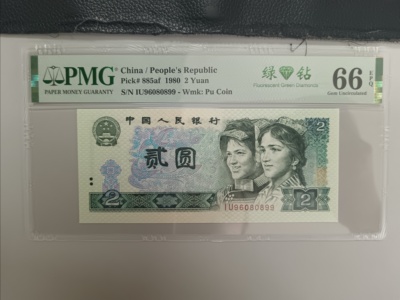 PMG
PAPER MONEY GUARANTY
China / People's Republic
Pick# 885af 1980 2 Yuan
S/N IU96080899 - Wmk: Pu Coin
绿 钻
Fluorescent Green Diamonds
66 EPQ
Gem Uncirculated
中国人民银行
2
贰圆
2
2
IU96080899